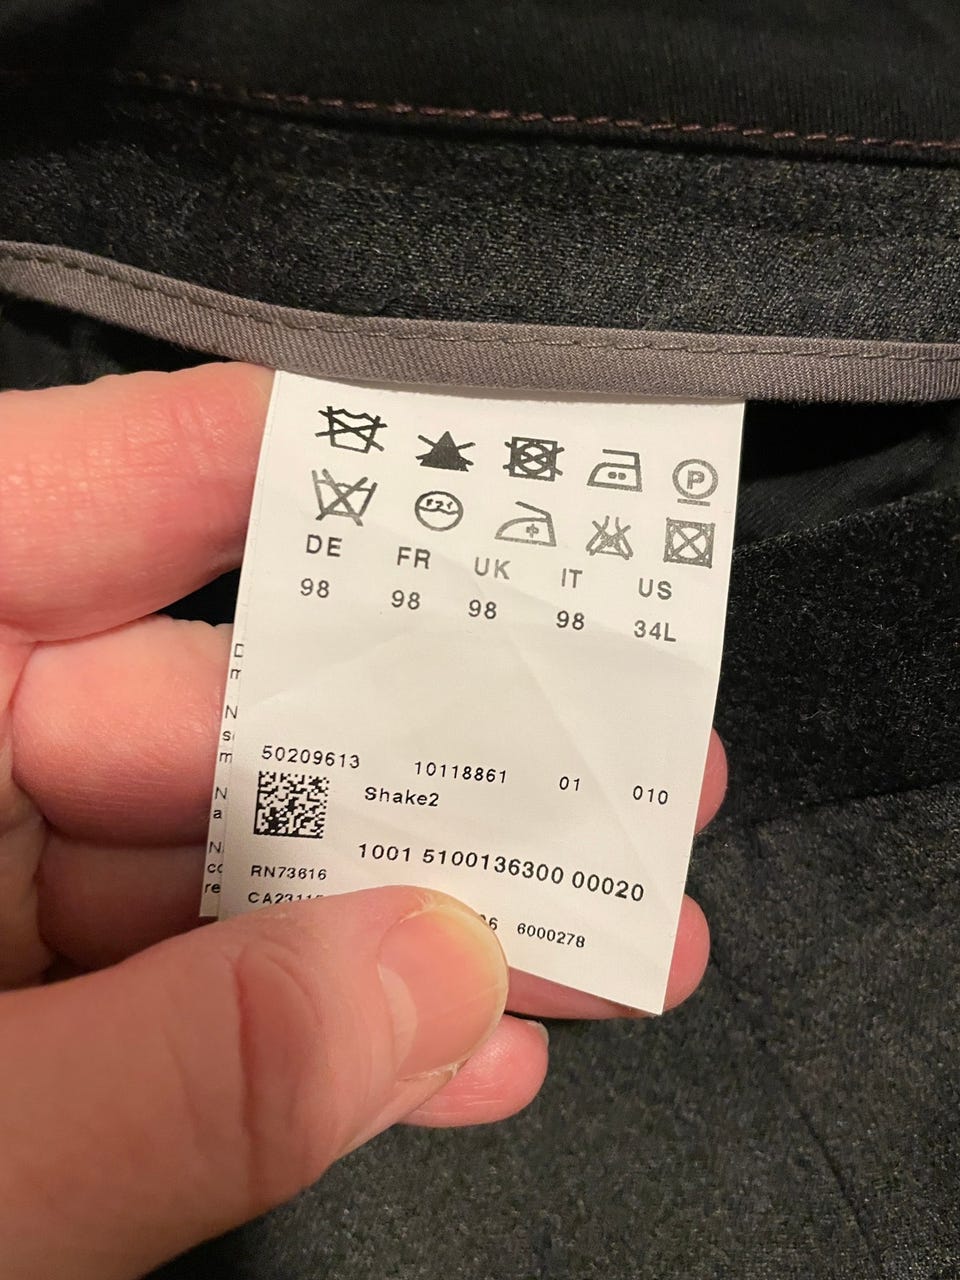 P
DE FR UK IT US
98 98 98 98 34L
50209613 10118861 01 010
Shake2
1001 5100136300 00020
RN73616
6000278